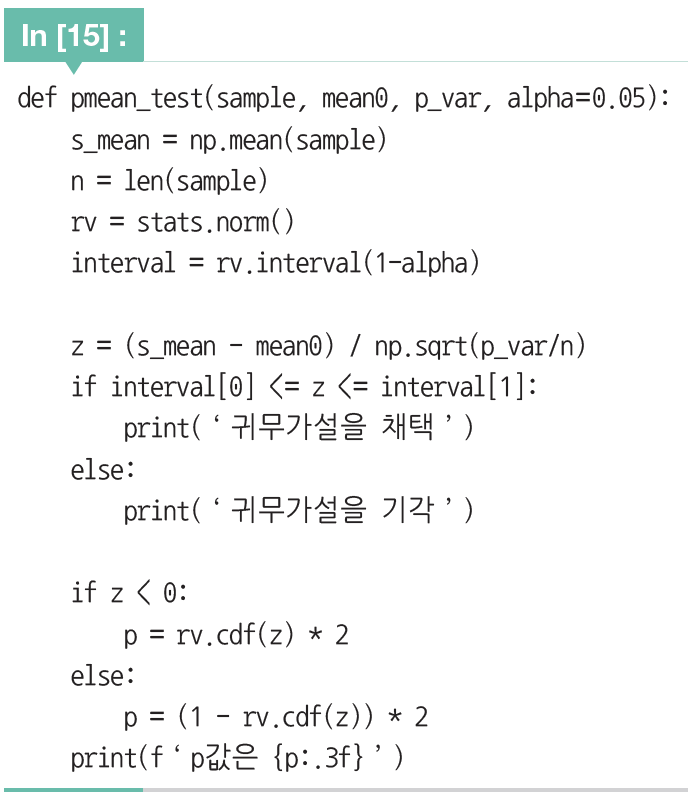 In [15] :
def pmean_test(sample, mean0, p_var, alpha=0.05):
    s_mean = np.mean(sample)
    n = len(sample)
    rv = stats.norm()
    interval = rv.interval(1-alpha)

    z = (s_mean - mean0) / np.sqrt(p_var/n)
    if interval[0] <= z <= interval[1]:
        print( ‘ 귀무가설을 채택 ’ )
    else:
        print( ‘ 귀무가설을 기각 ’ )

    if z < 0:
        p = rv.cdf(z) * 2
    else:
        p = (1 - rv.cdf(z)) * 2
    print(f ‘ p값은 {p:.3f} ’ )